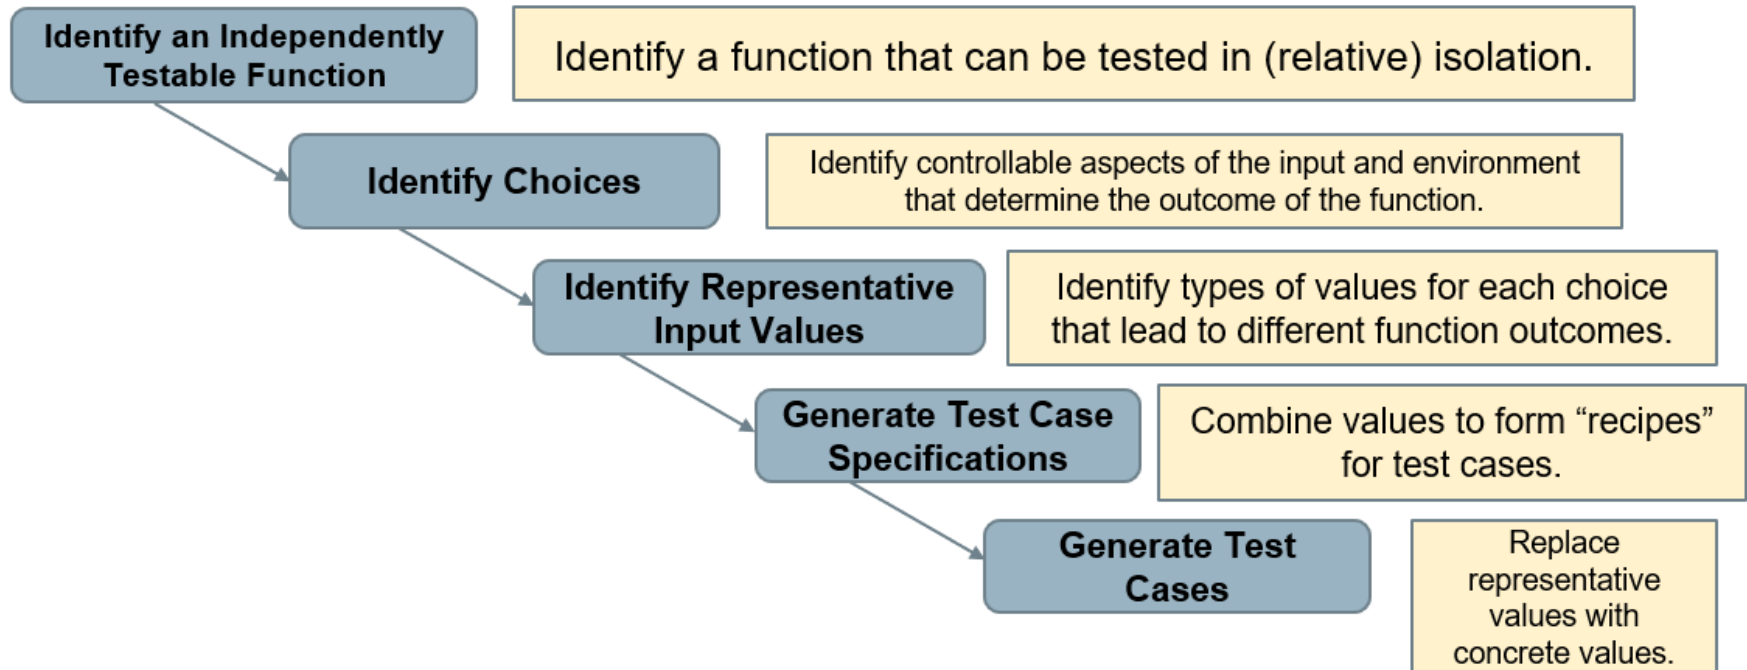 Identify an Independently
Testable Function
Identify a function that can be tested in (relative) isolation.
Identify Choices
Identify controllable aspects of the input and environment
that determine the outcome of the function.
Identify Representative
Input Values
Identify types of values for each choice
that lead to different function outcomes.
Generate Test Case
Specifications
Combine values to form “recipes”
for test cases.
Generate Test
Cases
Replace
representative
values with
concrete values.